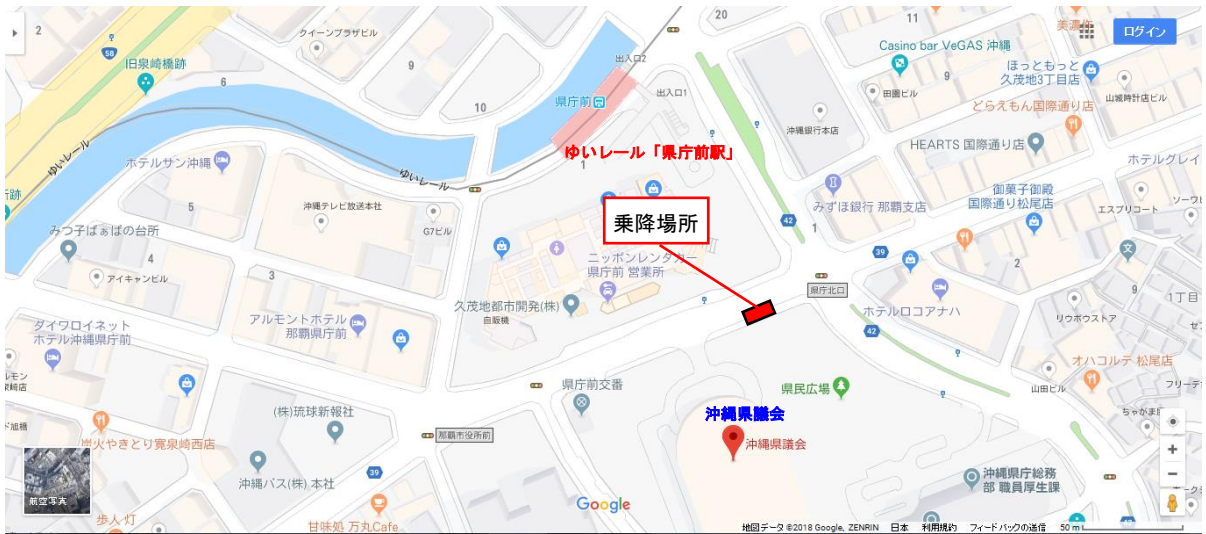 2
58
旧泉崎橋跡
6
クイーンプラザビル
9
10
20
11
美濃作
ログイン
Casino bar VeGAS 沖縄
ほっともっと
久茂地3丁目店
9
田園ビル
山城時計店ビル
どらえもん国際通り店
沖縄銀行本店
HEARTS 国際通り店
ホテルグレイ
出入口2
出入口1
県庁前
ゆいレール「県庁前駅」
1
ゆいレール
ゆいレール
ホテルサン沖縄
5
沖縄テレビ放送本社
G7ビル
みつ子ばぁばの台所
4
アイキャンビル
3
乗降場所
ニッポンレンタカー
県庁前 営業所
みずほ銀行 那覇支店
御菓子御殿
国際通り松尾店
エスプリコート
42
1
39
2
9
1丁目
県庁北口
ホテルロコアナハ
リウボウストア
久茂地都市開発(株)
自販機
アルモントホテル
那覇県庁前
ダイワロイネット
ホテル沖縄県庁前
42
オハコルテ 松尾店
山田ビル
県庁前交番
県民広場
沖縄県議会
沖縄県議会
(株)琉球新報社
那覇市役所前
炭火やきとり寛泉崎西店
39
沖縄バス(株) 本社
沖縄県庁総務
部 職員厚生課
航空写真
歩人灯
甘味処 万丸Cafe
Google
地図データ ©2018 Google, ZENRIN 日本 利用規約 フィードバックの送信 50 m